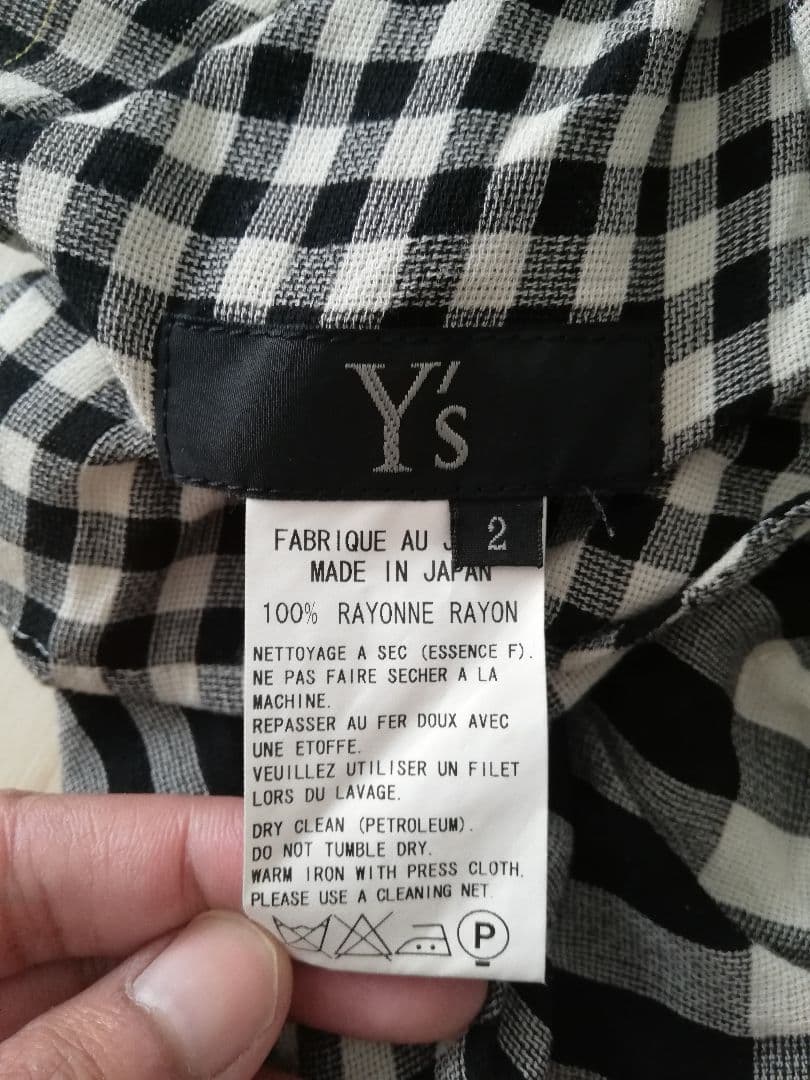 Y's
2
FABRIQUE AU
MADE IN JAPAN
100% RAYONNE RAYON
NETTOYAGE A SEC (ESSENCE F).
NE PAS FAIRE SECHER A LA
MACHINE.
REPASSER AU FER DOUX AVEC
UNE ETOFFE.
VEUILLEZ UTILISER UN FILET
LORS DU LAVAGE.
DRY CLEAN (PETROLEUM).
DO NOT TUMBLE DRY.
WARM IRON WITH PRESS CLOTH.
PLEASE USE A CLEANING NET.
P